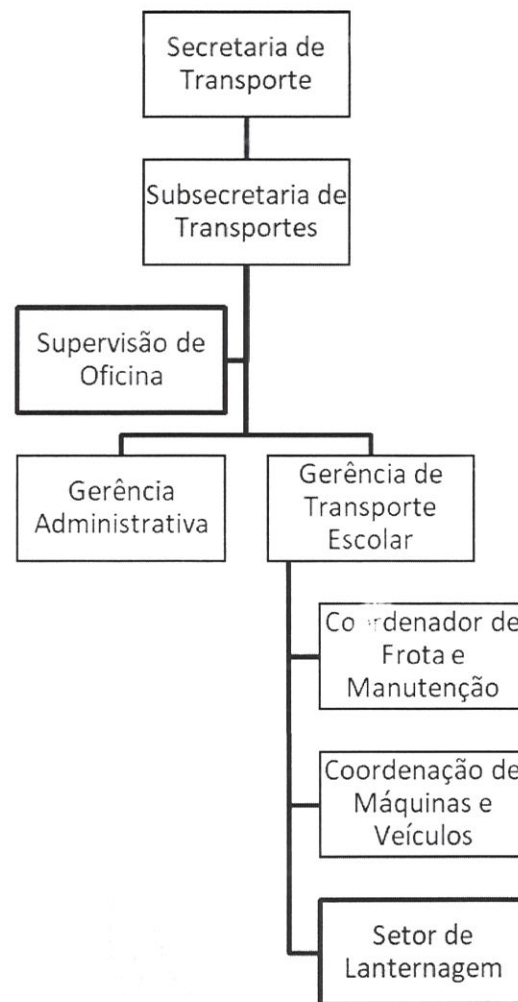 Secretaria de
Transporte
Subsecretaria de
Transportes
Supervisão de
Oficina
Gerência
Administrativa
Gerência de
Transporte
Escolar
Coordenador de
Frota e
Manutenção
Coordenação de
Máquinas e
Veículos
Setor de
Lanternagem